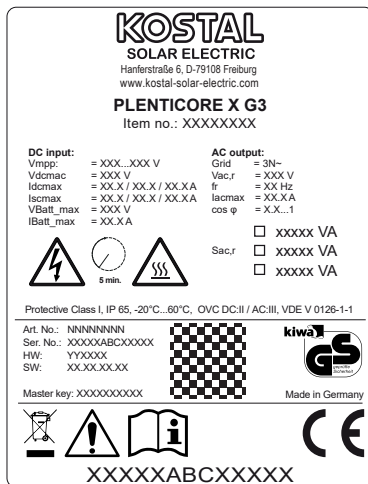 KOSTAL
SOLAR ELECTRIC
Hanferstraße 6, D-79108 Freiburg
www.kostal-solar-electric.com
PLENTICORE X G3
Item no.: XXXXXXXX
DC input:
Vmpp: = XXX...XXX V
Vdcmac = XXX V
Idcmax = XX.X / XX.X / XX.X A
Iscmax = XX.X / XX.X / XX.X A
VBatt_max = XXX V
IBatt_max = XX.X A
AC output:
Grid = 3N~
Vac,r = XXX V
fr = XX Hz
Iacmax = XX.X A
cos φ = X.X...1
xxxxx VA
Sac,r xxxxx VA
xxxxx VA
5 min.
Protective Class I, IP 65, -20°C...60°C, OVC DC:II / AC:III, VDE V 0126-1-1
Art. No.: NNNNNNNN
Ser. No.: XXXXXABCXXXXX
HW: YYXXXX
SW: XX.XX.XX.XX
Master key: XXXXXXXXXX
kiwa
GS
geprüfte
Sicherheit
Made in Germany
i
CE
XXXXXABCXXXXX